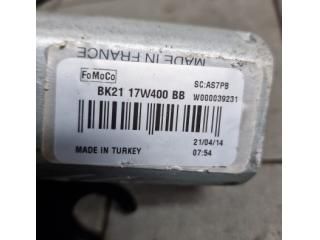 MADE IN FRANCE
FoMoCo
SC:AS7PB
BK21 17W400 BB
W000039231
21/04/14
MADE IN TURKEY
07:54